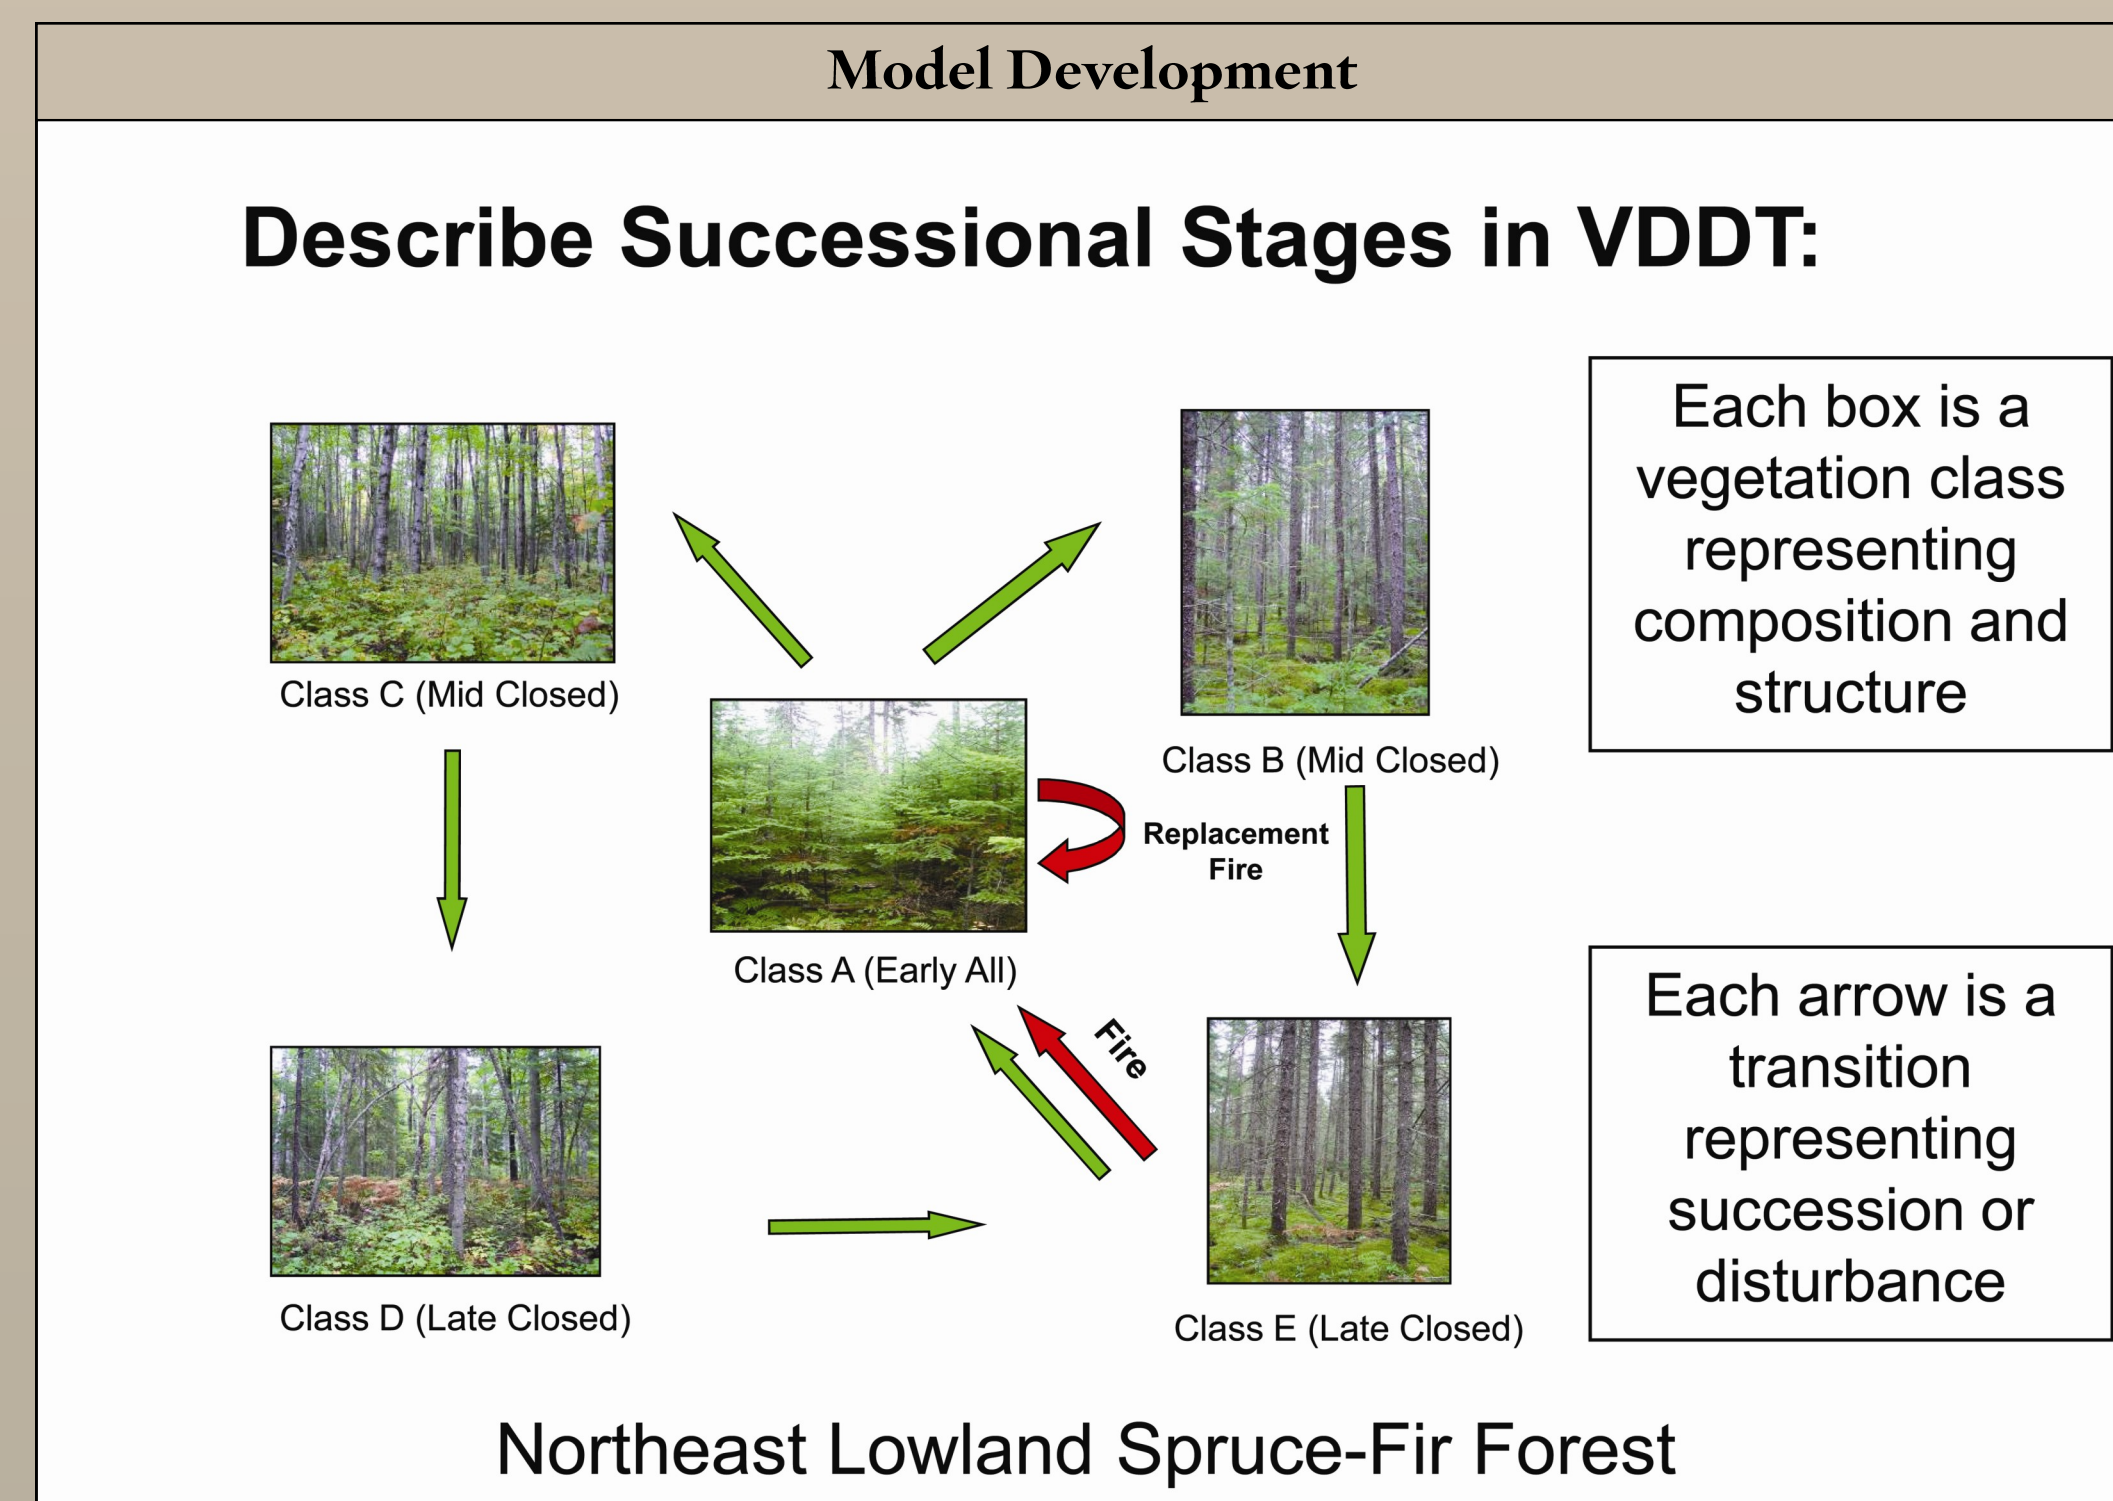 Model Development
Describe Successional Stages in VDDT:
Each box is a
vegetation class
representing
composition and
structure
Class C (Mid Closed)
Class B (Mid Closed)
Replacement
Fire
Class A (Early All)
Fire
Each arrow is a
transition
representing
succession or
disturbance
Class D (Late Closed)
Class E (Late Closed)
Northeast Lowland Spruce-Fir Forest